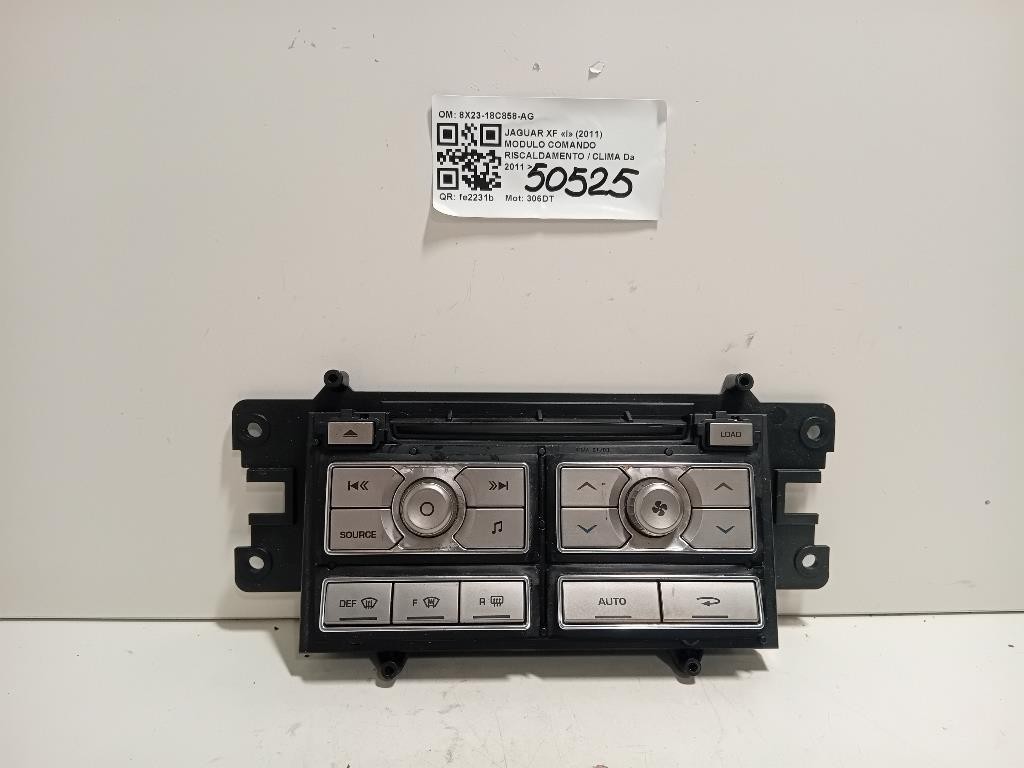 OM: 8X23-18C858-AG
JAGUAR XF «I» (2011)
MODULO COMANDO
RISCALDAMENTO / CLIMA Da
2011 >
50525
QR: fe2231b Mot: 306DT
LOAD
SOURCE
DEF F R AUTO